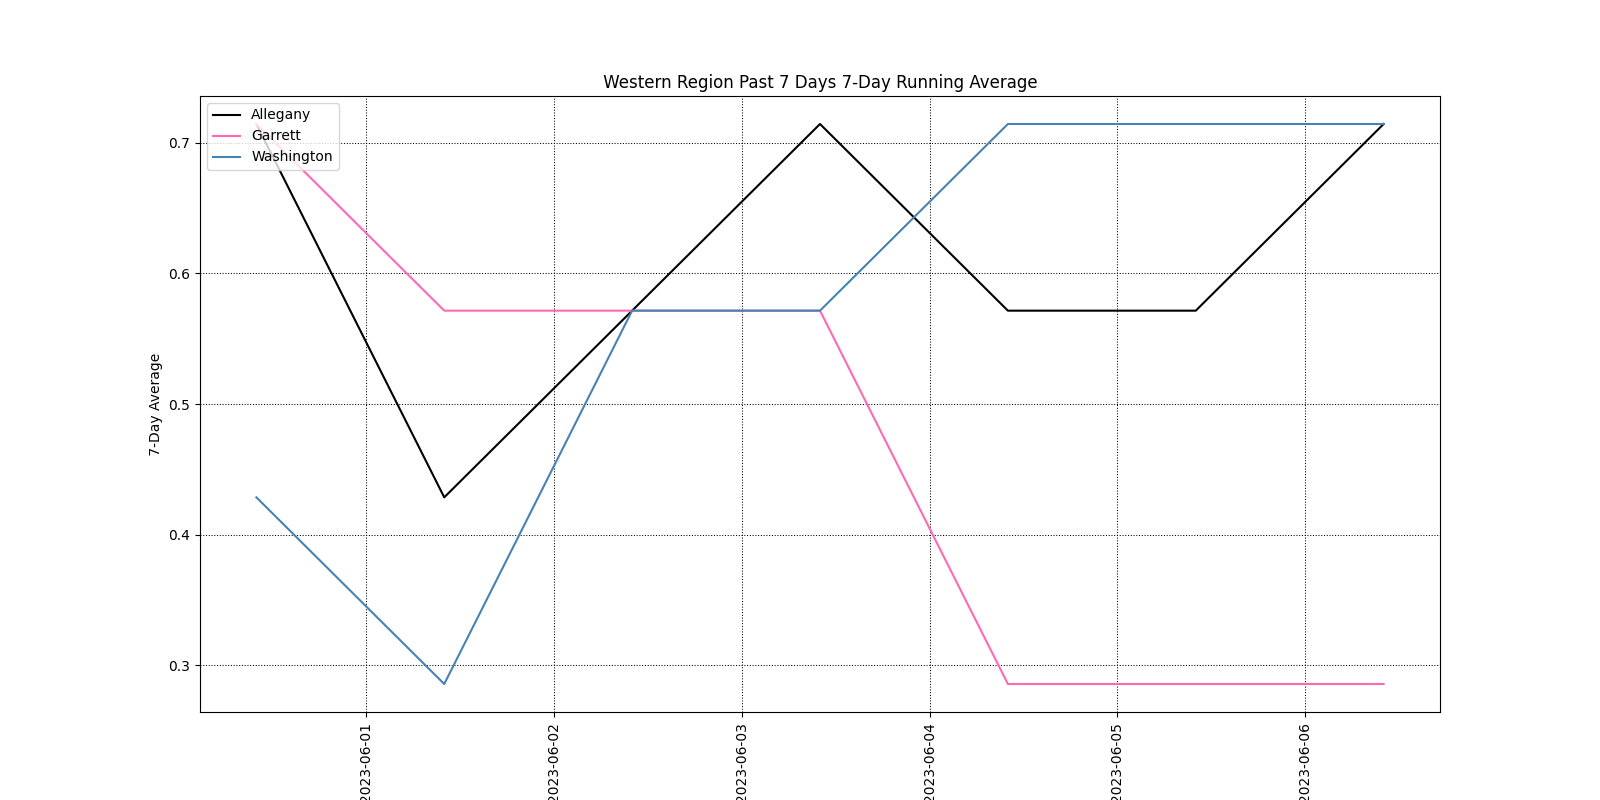 Western Region Past 7 Days 7-Day Running Average
Allegany
Garrett
Washington
7-Day Average
0.7
0.6
0.5
0.4
0.3
2023-06-01
2023-06-02
2023-06-03
2023-06-04
2023-06-05
2023-06-06